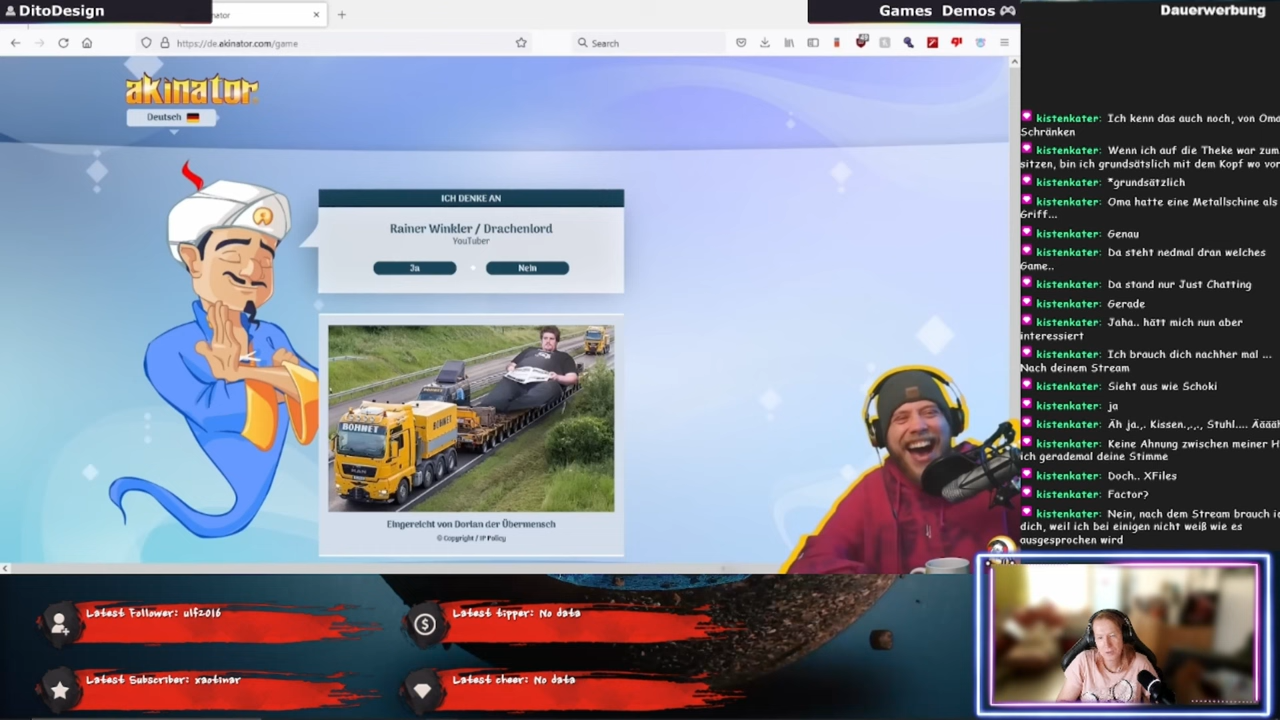 DitoDesign
nator
Games Demos
Dauerwerbung
https://de.akinator.com/game
Search
akinator
Deutsch
ICH DENKE AN
Rainer Winkler / Drachenlord
YouTuber
Ja
Nein
BOHNET
BOHNET
Eingereicht von Dorian der Übermensch
© Copyright / IP Policy
kistenkater: Ich kenn das auch noch, von Oma
Schränken
kistenkater: Wenn ich auf die Theke war zum
sitzen, bin ich grundsätslich mit dem Kopf wo vor
kistenkater: *grundsätzlich
kistenkater: Oma hatte eine Metallschine als
Griff...
kistenkater: Genau
kistenkater: Da steht nedmal dran welches
Game..
kistenkater: Da stand nur Just Chatting
kistenkater: Gerade
kistenkater: Jaha.. hätt mich nun aber
interessiert
kistenkater: Ich brauch dich nachher mal ...
Nach deinem Stream
kistenkater: Sieht aus wie Schoki
kistenkater: ja
kistenkater: Äh ja.,. Kissen.,.,. Stuhl....
kistenkater: Keine Ahnung zwischen meiner H
ich gerademal deine Stimme
kistenkater: Doch.. XFiles
kistenkater: Factor?
kistenkater: Nein, nach dem Stream brauch
dich, weil ich bei einigen nicht weiß wie es
ausgesprochen wird
Latest Follower: ulf2016
Latest tipper: No data
Latest Subscriber: xaotinar
Latest cheer: No data